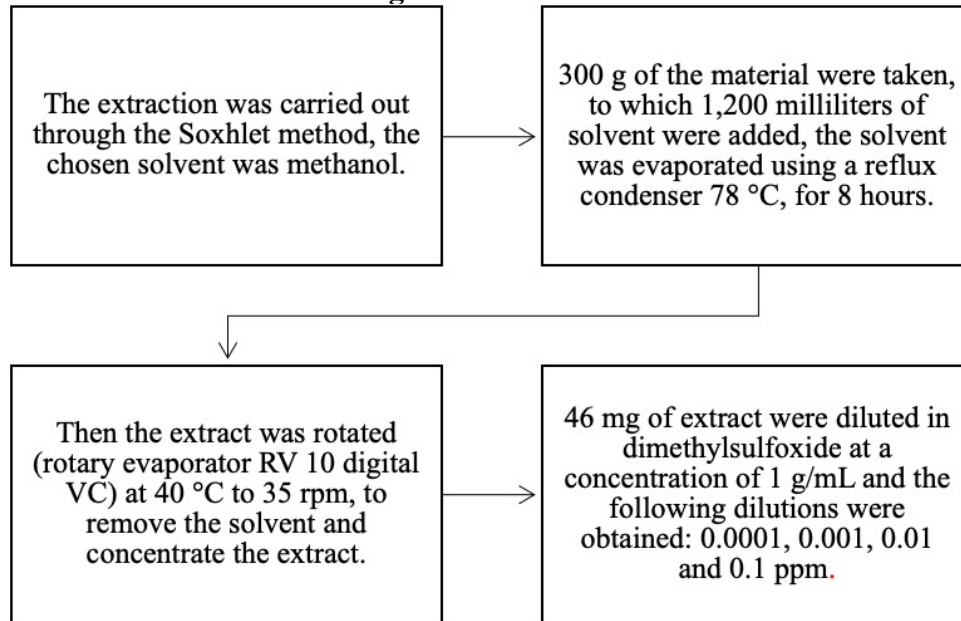 The extraction was carried out
through the Soxhlet method, the
chosen solvent was methanol.
300 g of the material were taken,
to which 1,200 milliliters of
solvent were added, the solvent
was evaporated using a reflux
condenser 78 °C, for 8 hours.
Then the extract was rotated
(rotary evaporator RV 10 digital
VC) at 40 °C to 35 rpm, to
remove the solvent and
concentrate the extract.
46 mg of extract were diluted in
dimethylsulfoxide at a
concentration of 1 g/mL and the
following dilutions were
obtained: 0.0001, 0.001, 0.01
and 0.1 ppm.